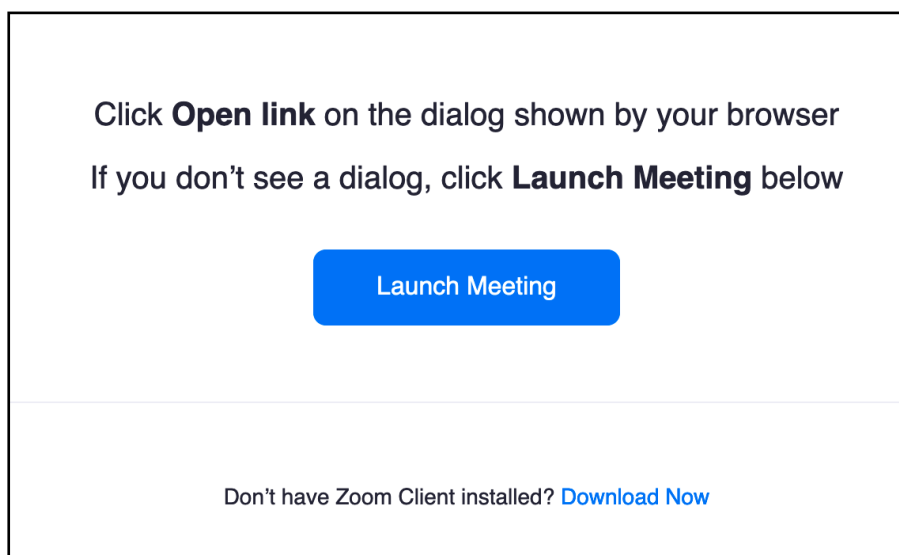 Click Open link on the dialog shown by your browser
If you don’t see a dialog, click Launch Meeting below
Launch Meeting
Don’t have Zoom Client installed? Download Now